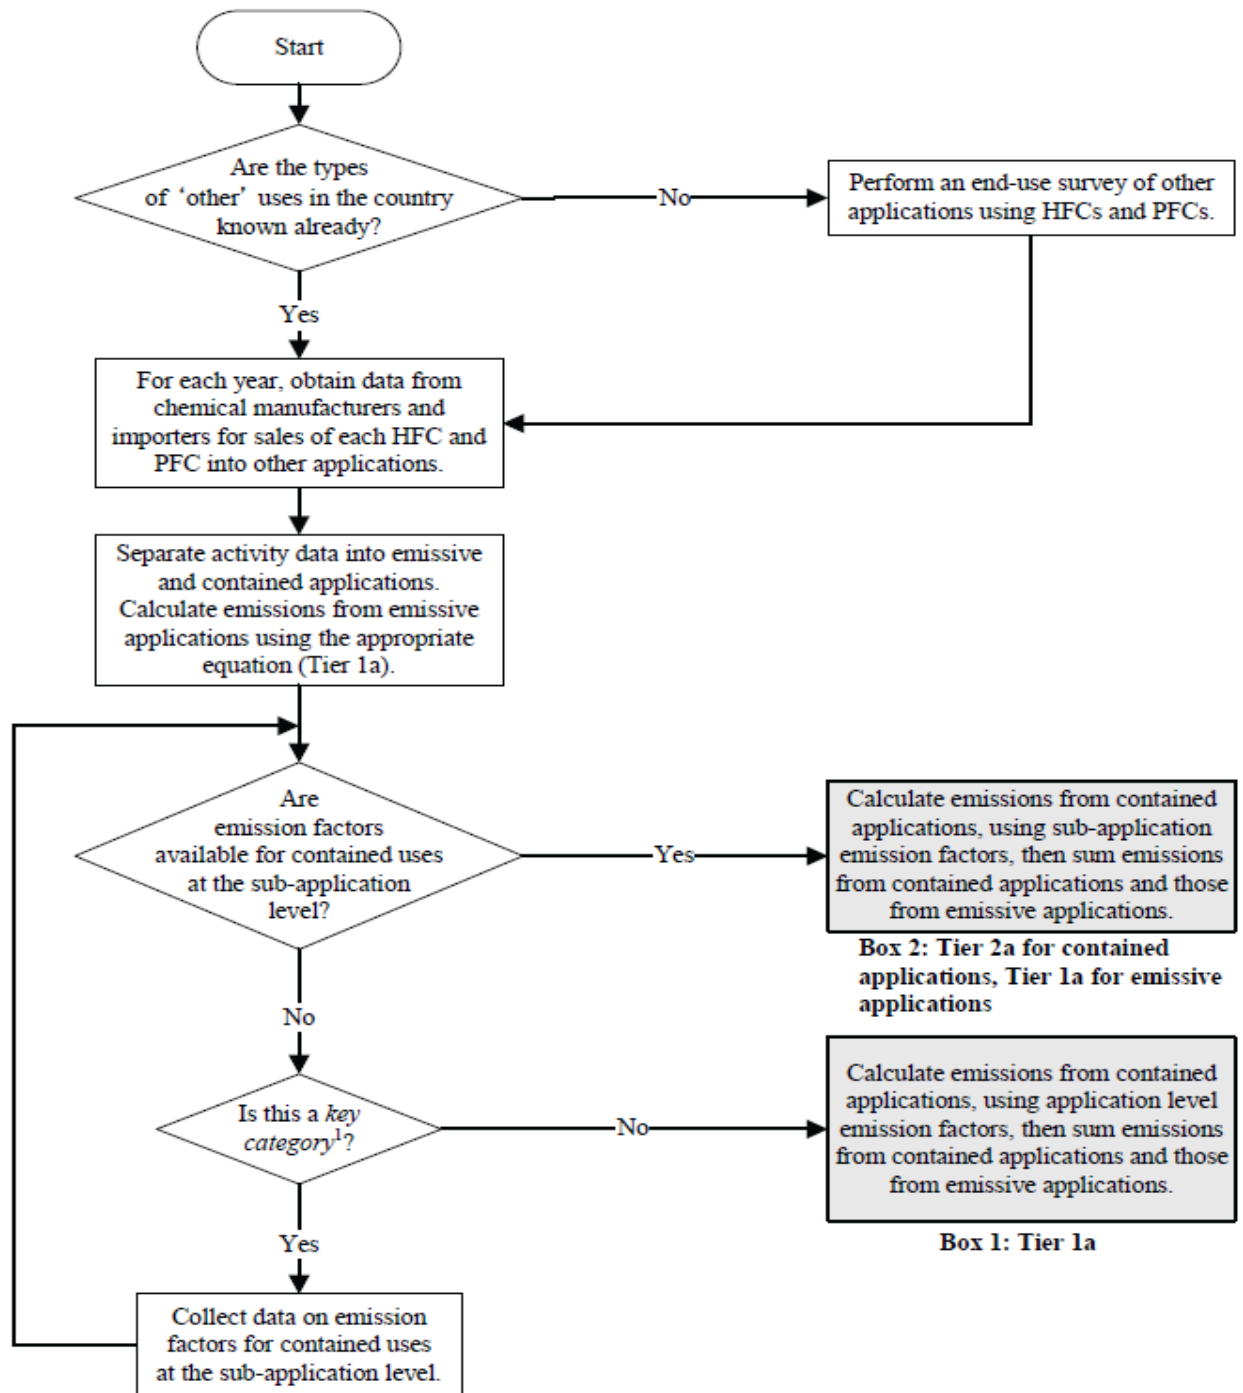 Start
Are the types
of ‘other’ uses in the country
known already?
No
Perform an end-use survey of other
applications using HFCs and PFCs.
Yes
For each year, obtain data from
chemical manufacturers and
importers for sales of each HFC and
PFC into other applications.
Separate activity data into emissive
and contained applications.
Calculate emissions from emissive
applications using the appropriate
equation (Tier 1a).
Are
emission factors
available for contained uses
at the sub-application
level?
Yes
Calculate emissions from contained
applications, using sub-application
emission factors, then sum emissions
from contained applications and those
from emissive applications.
Box 2: Tier 2a for contained
applications, Tier 1a for emissive
applications
No
Is this a key
category¹?
No
Calculate emissions from contained
applications, using application level
emission factors, then sum emissions
from contained applications and those
from emissive applications.
Box 1: Tier 1a
Yes
Collect data on emission
factors for contained uses
at the sub-application level.